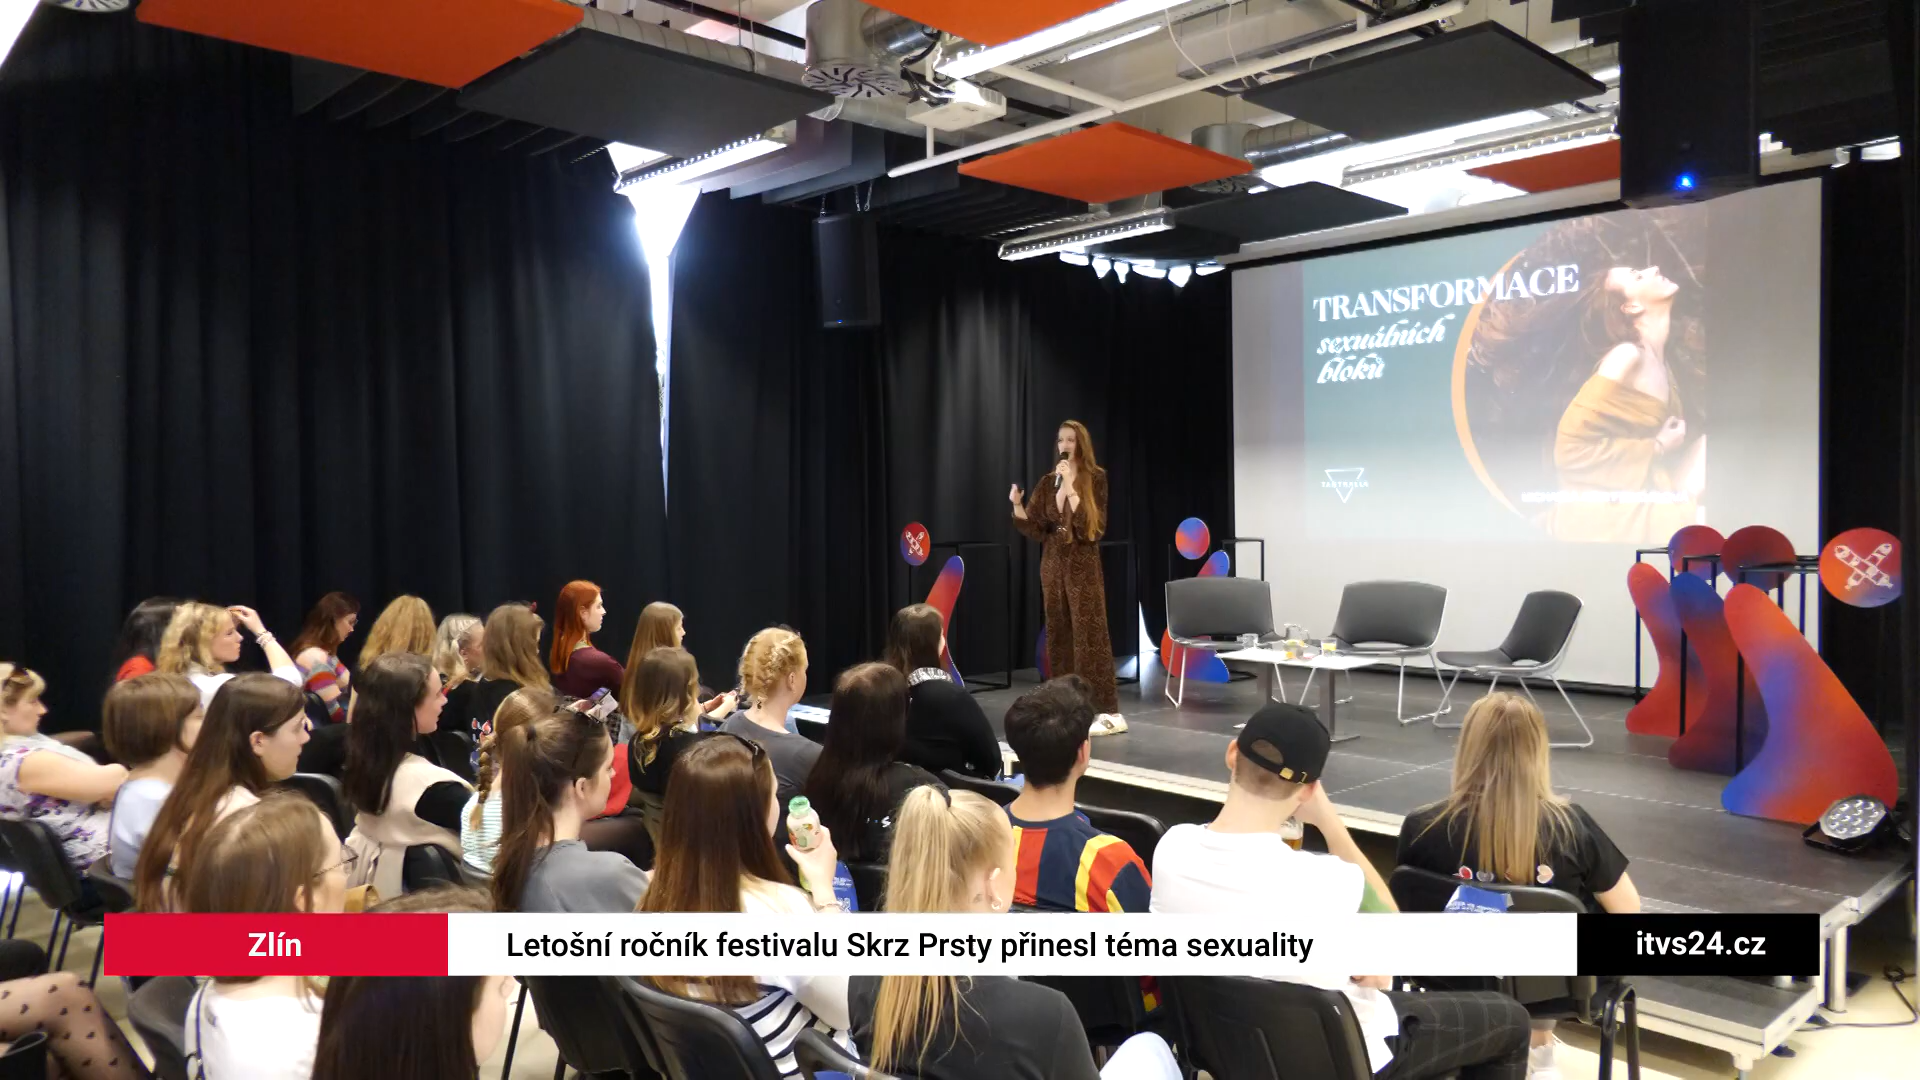 TRANSFORMACE
sexuálních
bloků
Zlín
Letošní ročník festivalu Skrz Prsty přinesl téma sexuality
itvs24.cz